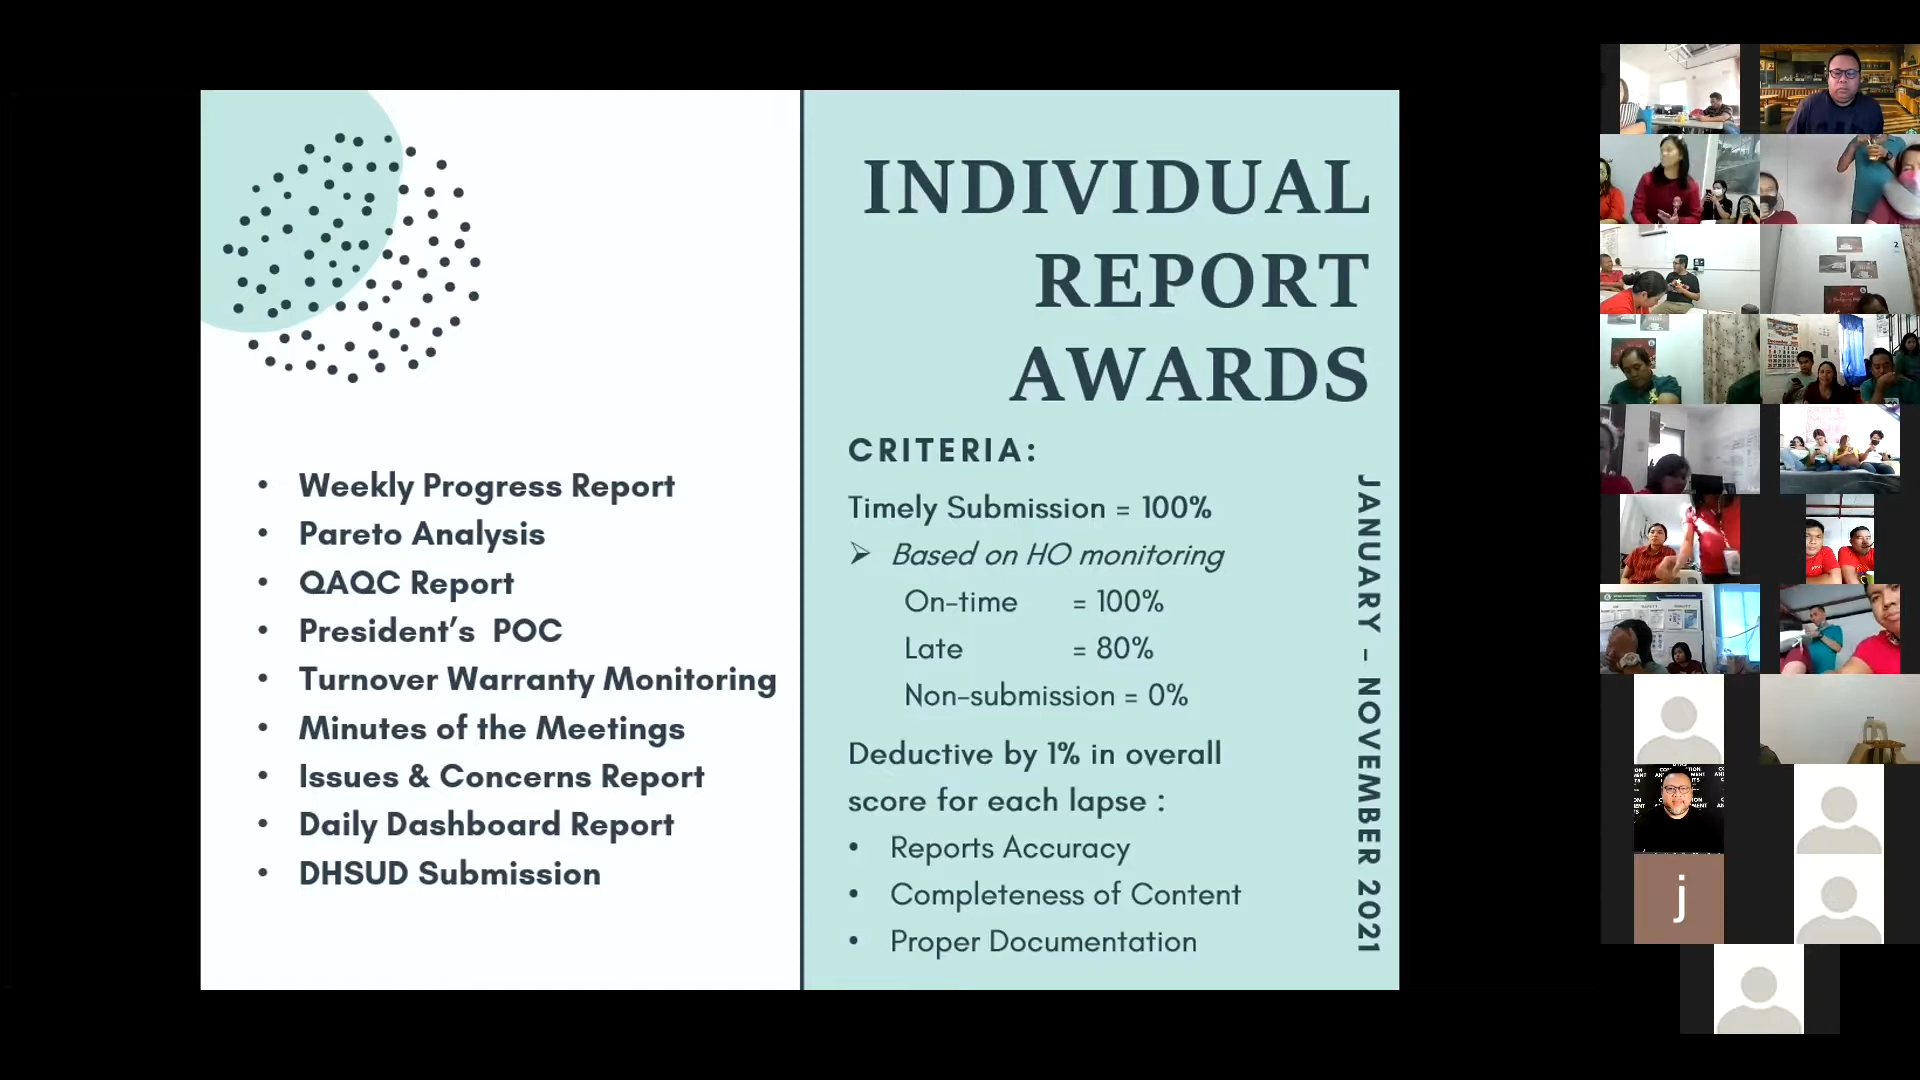 • Weekly Progress Report
• Pareto Analysis
• QAQC Report
• President's POC
• Turnover Warranty Monitoring
• Minutes of the Meetings
• Issues & Concerns Report
• Daily Dashboard Report
• DHSUD Submission
INDIVIDUAL
REPORT
AWARDS
CRITERIA:
Timely Submission = 100%
➢ Based on HO monitoring
On-time = 100%
Late = 80%
Non-submission = 0%
Deductive by 1% in overall
score for each lapse :
• Reports Accuracy
• Completeness of Content
• Proper Documentation
JANUARY – NOVEMBER 2021
2
j